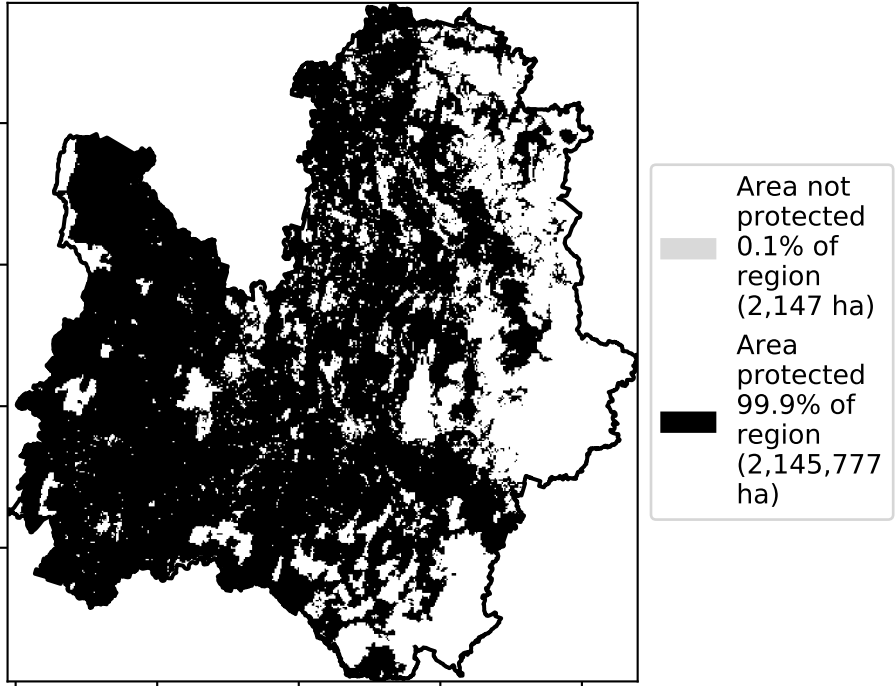 Area not
protected
0.1% of
region
(2,147 ha)
Area
protected
99.9% of
region
(2,145,777
ha)